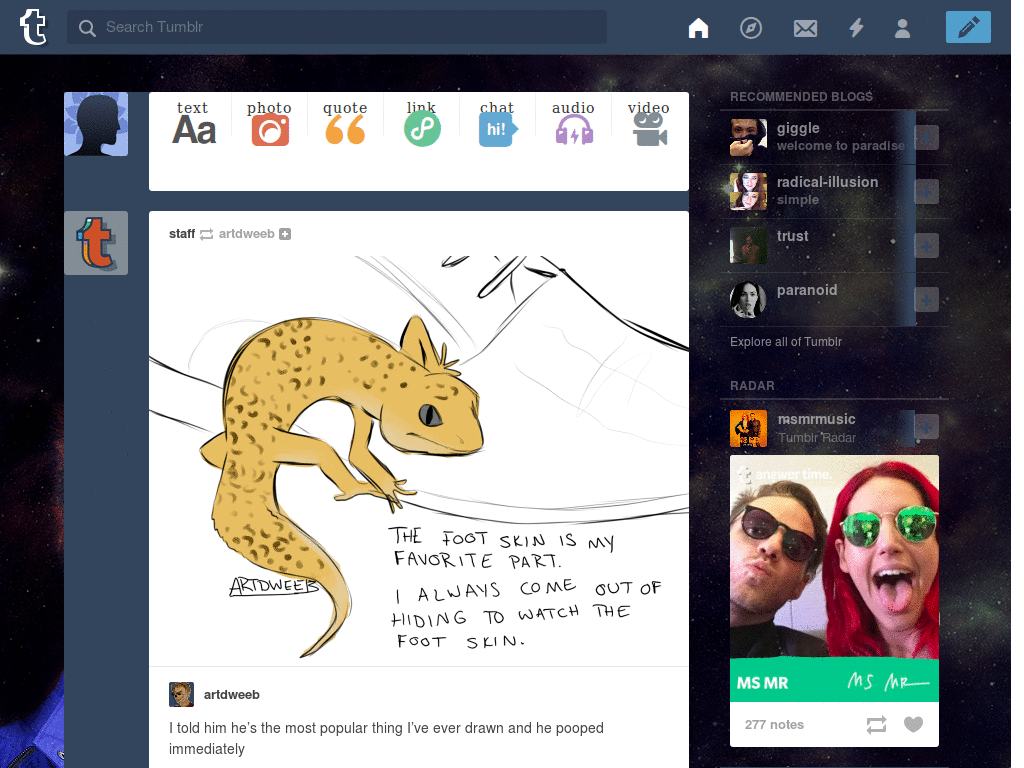 Search Tumblr
text photo quote link chat audio video
Aa hi!
staff artdweeb
THE FOOT SKIN IS MY
FAVORITE PART.
I ALWAYS COME OUT OF
HIDING TO WATCH THE
FOOT SKIN.
ARTDWEEB
artdweeb
I told him he’s the most popular thing I’ve ever drawn and he pooped
immediately
RECOMMENDED BLOGS
giggle
welcome to paradise
radical-illusion
simple
trust
paranoid
Explore all of Tumblr
RADAR
msmrmusic
Tumblr Radar
t answer time.
MS MR MS MR
277 notes